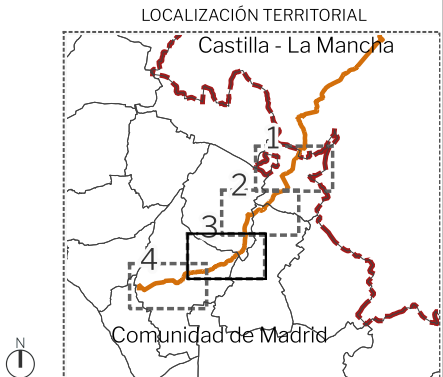 LOCALIZACIÓN TERRITORIAL
Castilla - La Mancha
1
2
3
4
Comunidad de Madrid
N